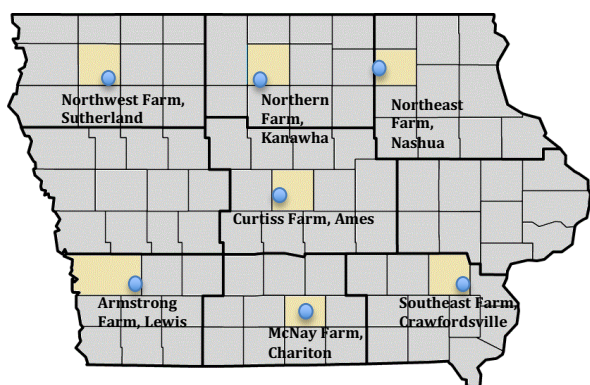 Northwest Farm,
Sutherland
Northern
Farm,
Kanawha
Northeast
Farm,
Nashua
Curtiss Farm, Ames
Armstrong
Farm, Lewis
McNay Farm,
Chariton
Southeast Farm,
Crawfordsville